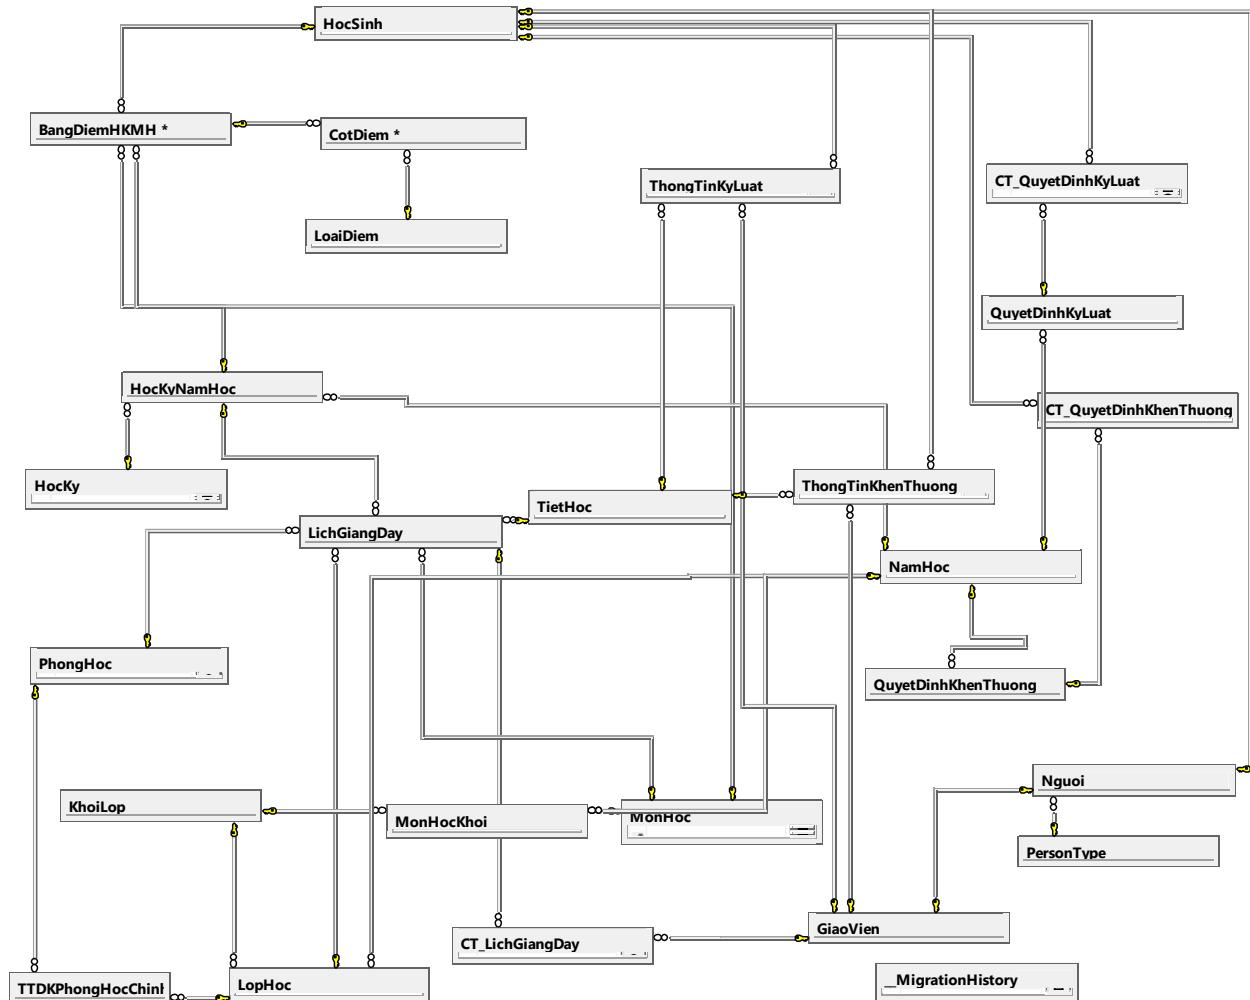 HocSinh
BangDiemHKMH *
CotDiem *
ThongTinKyLuat
CT_QuyetDinhKyLuat
LoaiDiem
QuyetDinhKyLuat
HocKyNamHoc
CT_QuyetDinhKhenThuong
HocKy
ThongTinKhenThuong
TietHoc
LichGiangDay
NamHoc
PhongHoc
QuyetDinhKhenThuong
Nguoi
KhoiLop
MonHocKhoi
MonHoc
PersonType
GiaoVien
CT_LichGiangDay
__MigrationHistory
TTDKPhongHocChinh
LopHoc